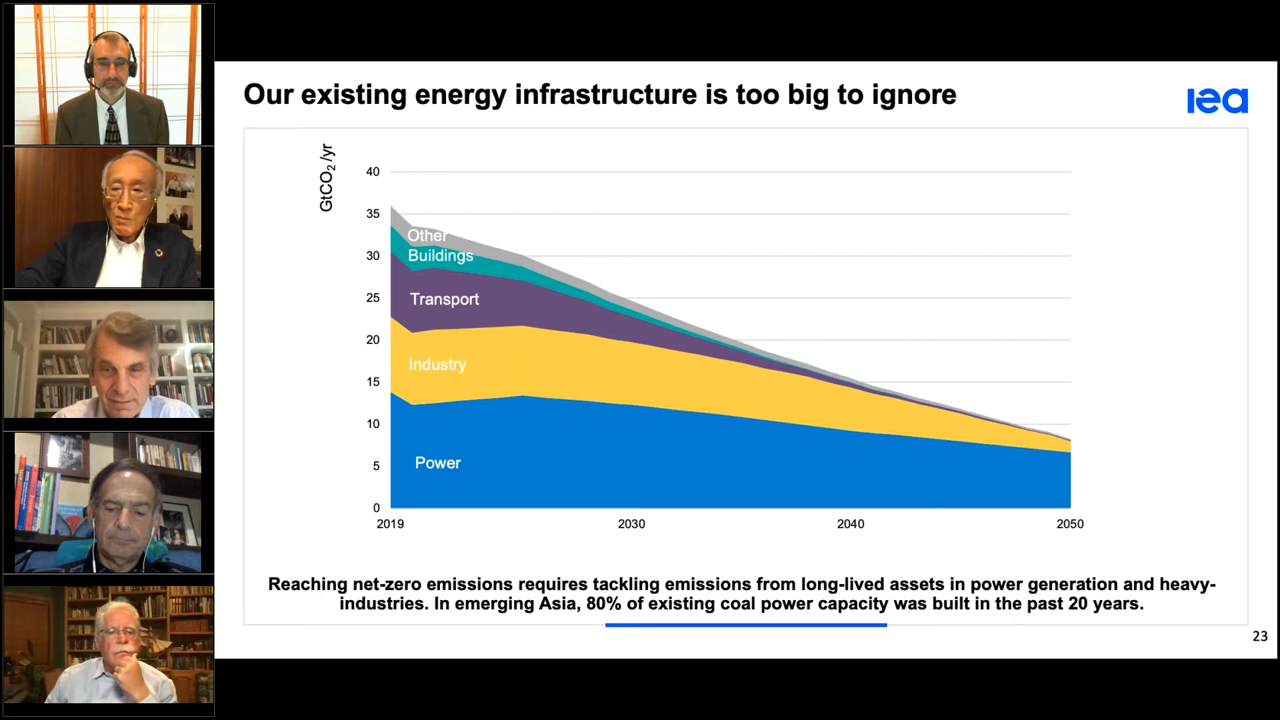 Our existing energy infrastructure is too big to ignore
iea
GtCO2 /yr
40
35
30
25
20
15
10
5
0
Other
Buildings
Transport
Industry
Power
2019 2030 2040 2050
Reaching net-zero emissions requires tackling emissions from long-lived assets in power generation and heavy-
industries. In emerging Asia, 80% of existing coal power capacity was built in the past 20 years.
23